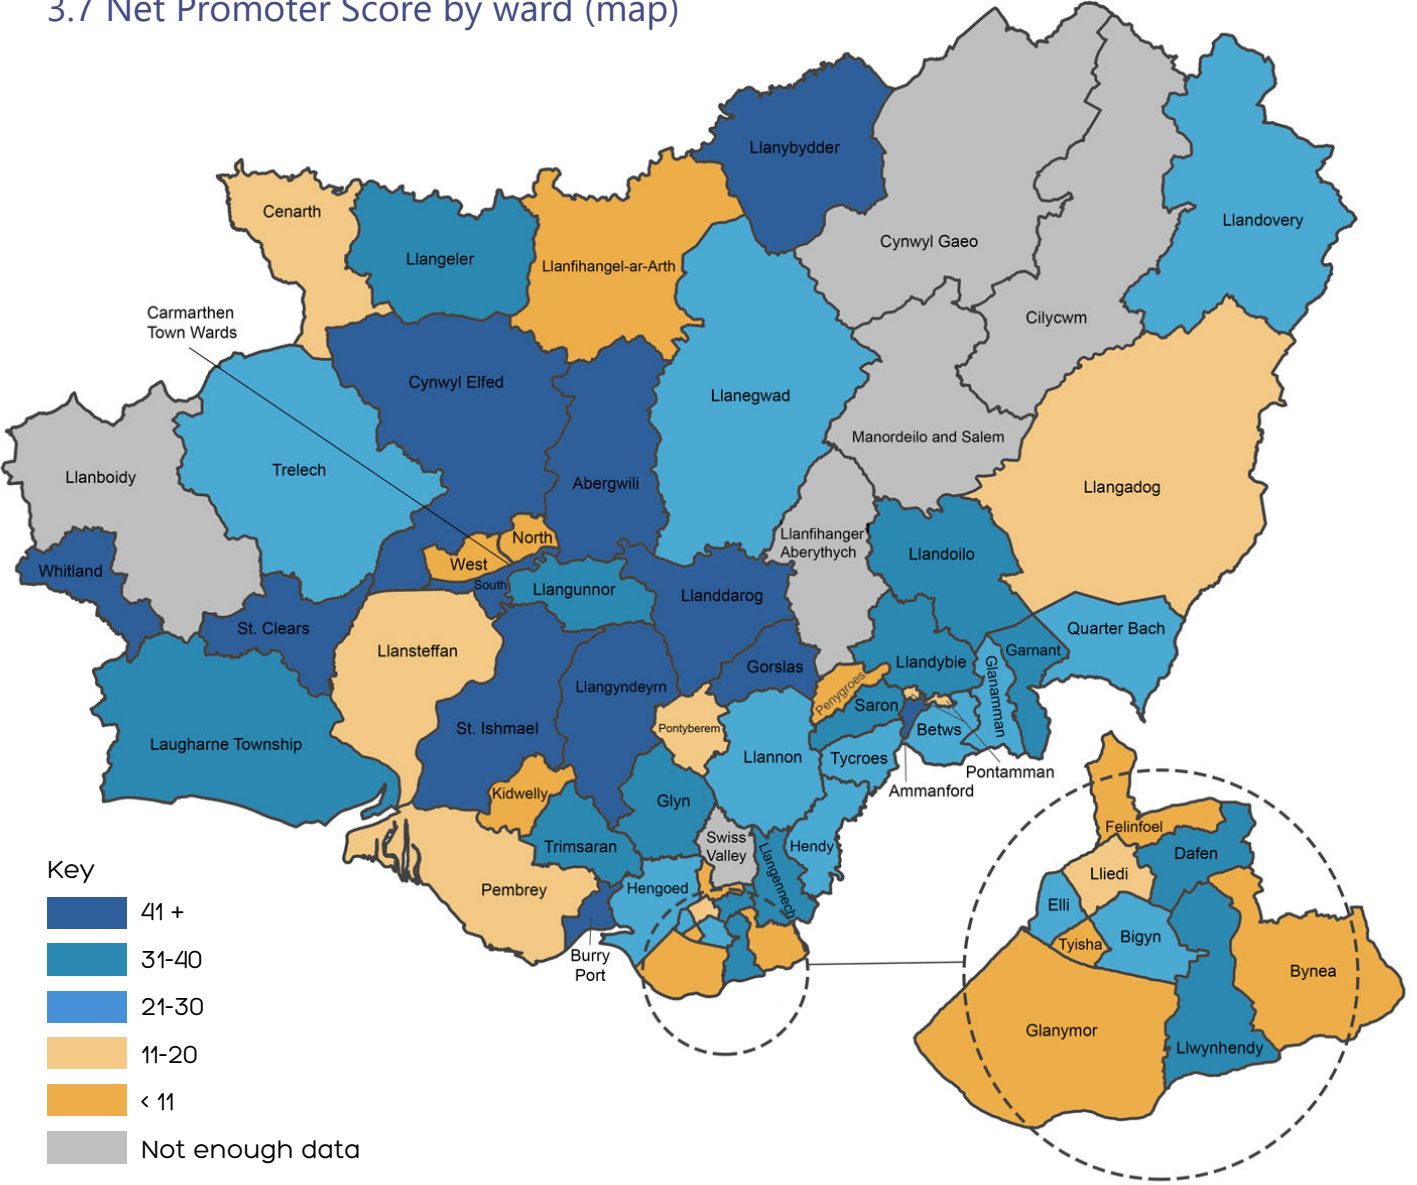 3.7 Net Promoter Score by ward (map)
Llanybydder
Cenarth
Llandovery
Cynwyl Gaeo
Llangeler
Llanfihangel-ar-Arth
Carmarthen
Town Wards
Cilycwm
Cynwyl Elfed
Llanegwad
Manordeilo and Salem
Trelech
Llanboidy
Abergwili
Llangadog
North
Llanfihanger
Aberythych
Llandoilo
West
Whitland
South
Llangunnor
Llanddarog
St. Clears
Quarter Bach
Llansteffan
Garnant
Llandybie
Gorslas
Glanamman
Llangyndeyrn
Penygroes
Saron
Pontyberem
St. Ishmael
Betws
Laugharne Township
Llannon
Tycroes
Pontamman
Ammanford
Kidwelly
Glyn
Felinfoel
Swiss
Valley
Trimsaran
Hendy
Dafen
Llangennech
Lliedi
Pembrey
Hengoed
Elli
Bigyn
Tyisha
Burry
Port
Bynea
Glanymor
Llwynhendy
Key
41 +
31-40
21-30
11-20
< 11
Not enough data